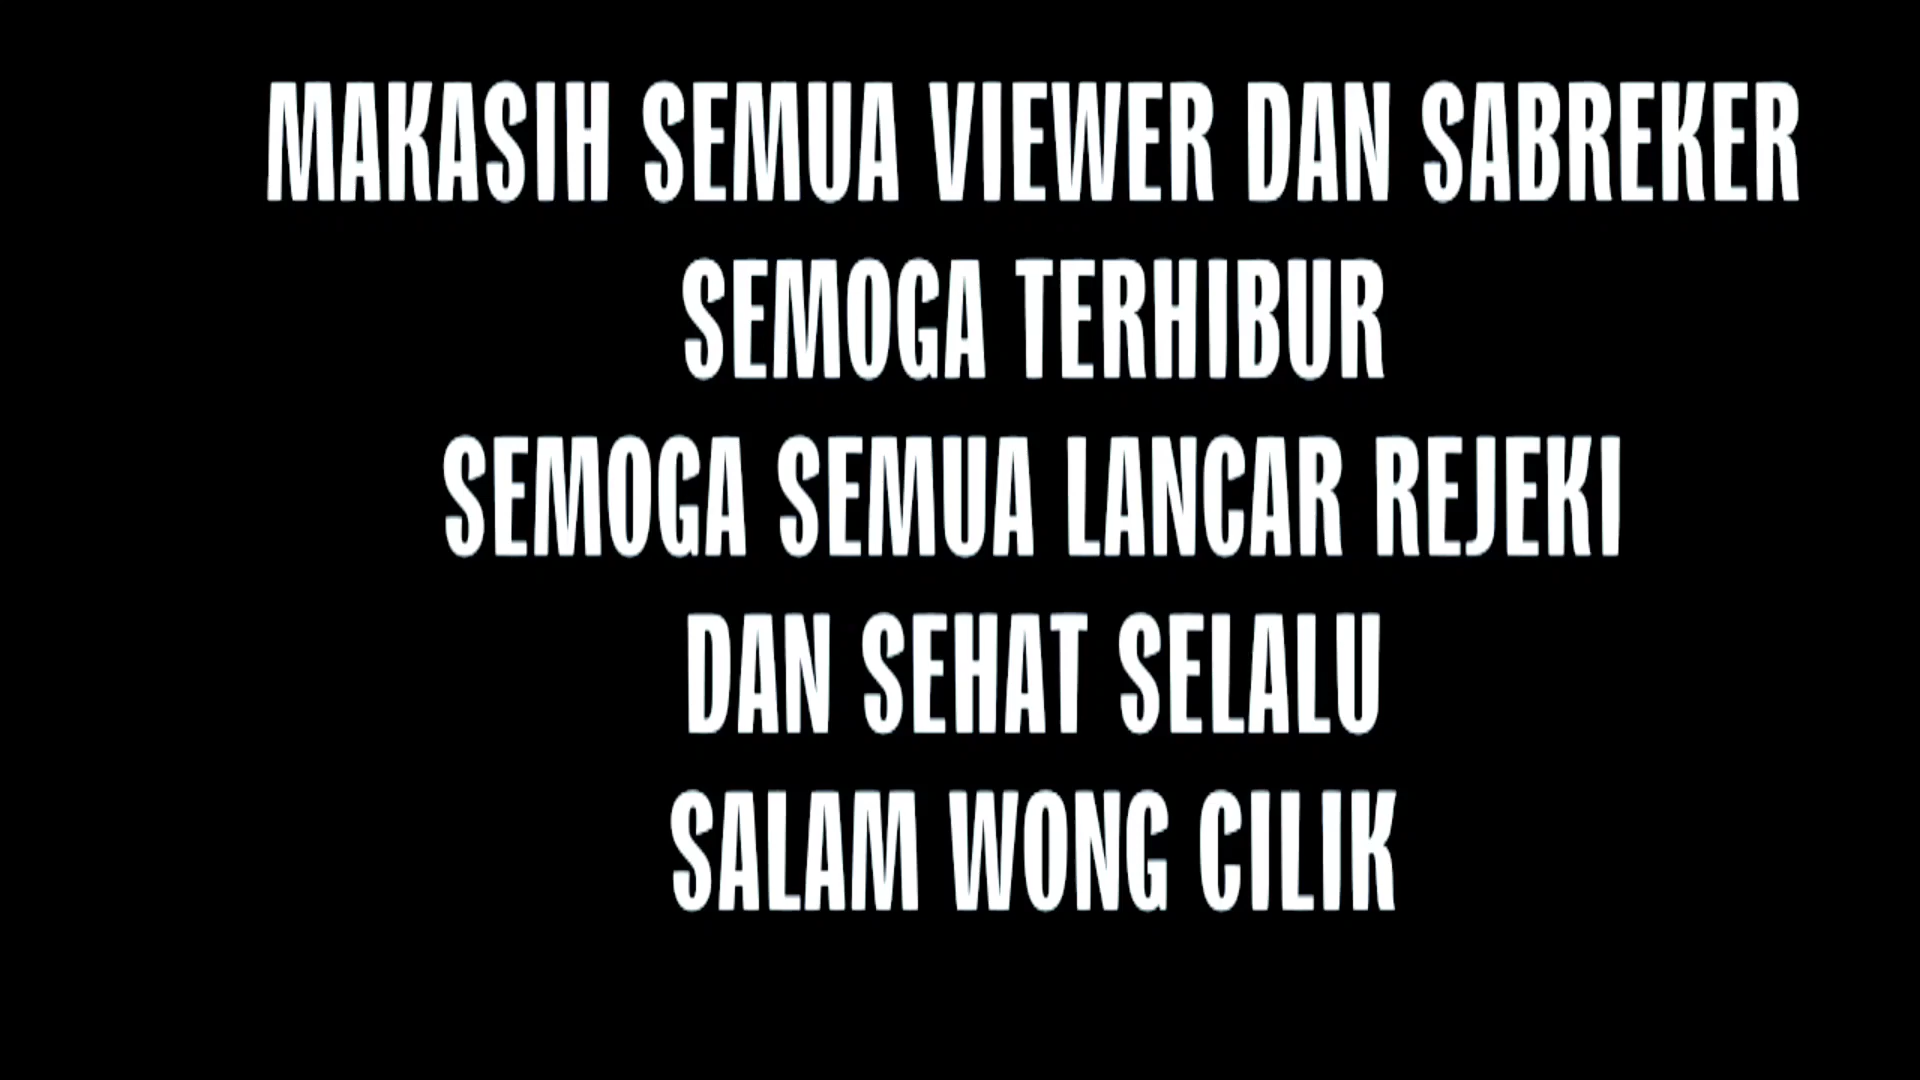 MAKASIH SEMUA VIEWER DAN SABREKER
SEMOGA TERHIBUR
SEMOGA SEMUA LANCAR REJEKI
DAN SEHAT SELALU
SALAM WONG CILIK